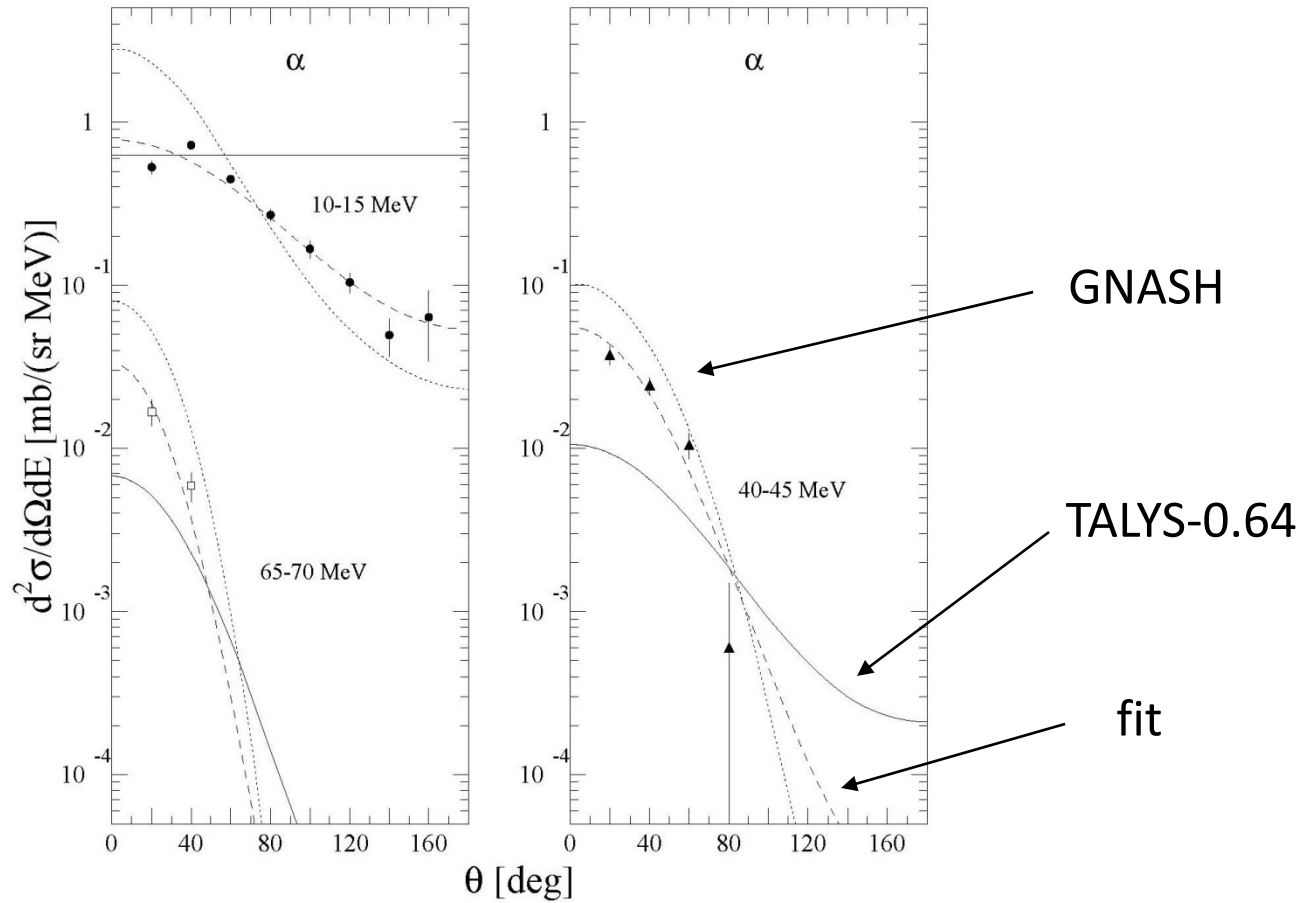 α
α
1
10⁻¹
10⁻²
10⁻³
10⁻⁴
1
10⁻¹
10⁻²
10⁻³
10⁻⁴
10-15 MeV
65-70 MeV
40-45 MeV
d²σ/dΩdE [mb/(sr MeV)]
0 40 80 120 160
0 40 80 120 160
θ [deg]
GNASH
TALYS-0.64
fit